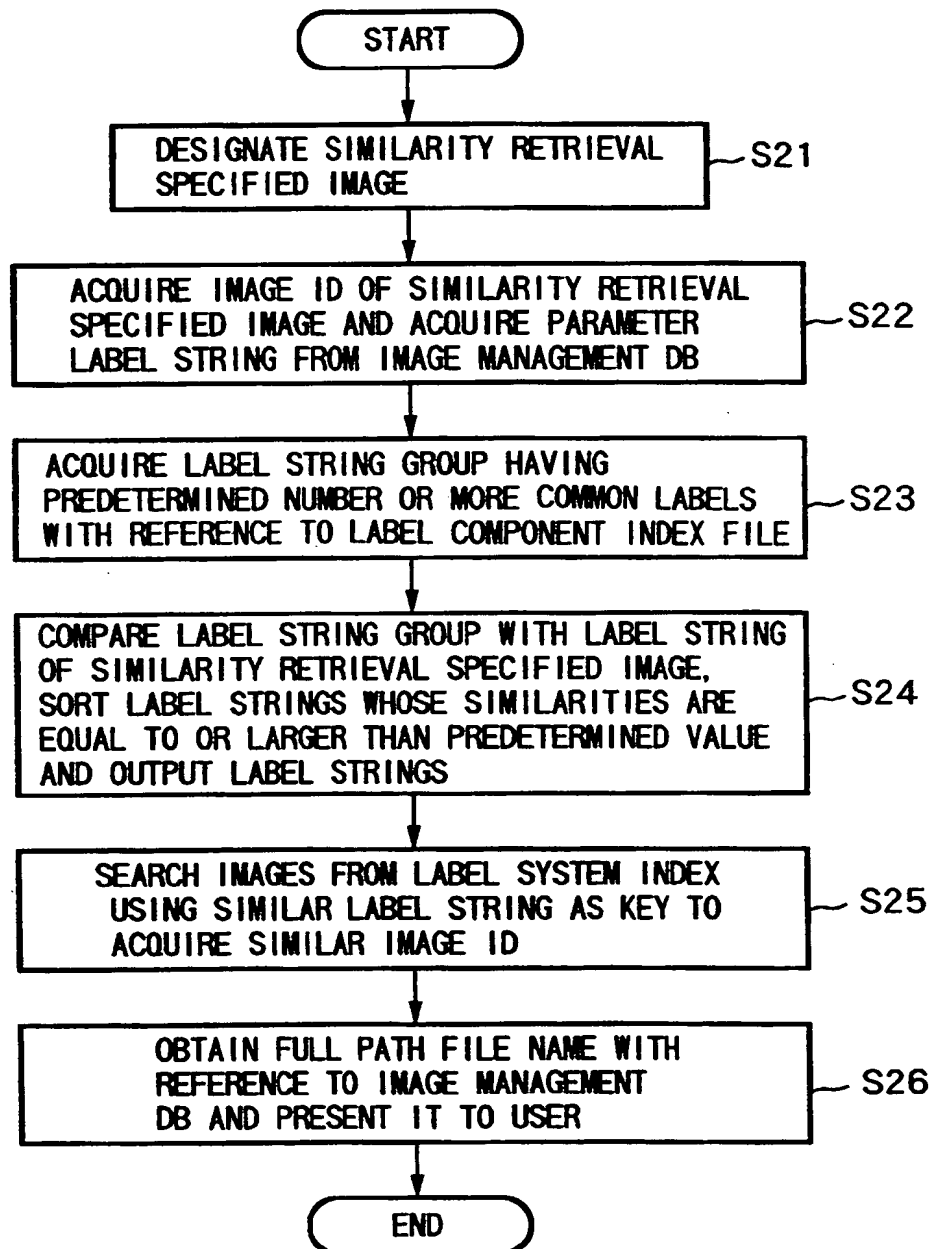 START
DESIGNATE SIMILARITY RETRIEVAL
SPECIFIED IMAGE
S21
ACQUIRE IMAGE ID OF SIMILARITY RETRIEVAL
SPECIFIED IMAGE AND ACQUIRE PARAMETER
LABEL STRING FROM IMAGE MANAGEMENT DB
S22
ACQUIRE LABEL STRING GROUP HAVING
PREDETERMINED NUMBER OR MORE COMMON LABELS
WITH REFERENCE TO LABEL COMPONENT INDEX FILE
S23
COMPARE LABEL STRING GROUP WITH LABEL STRING
OF SIMILARITY RETRIEVAL SPECIFIED IMAGE,
SORT LABEL STRINGS WHOSE SIMILARITIES ARE
EQUAL TO OR LARGER THAN PREDETERMINED VALUE
AND OUTPUT LABEL STRINGS
S24
SEARCH IMAGES FROM LABEL SYSTEM INDEX
USING SIMILAR LABEL STRING AS KEY TO
ACQUIRE SIMILAR IMAGE ID
S25
OBTAIN FULL PATH FILE NAME WITH
REFERENCE TO IMAGE MANAGEMENT
DB AND PRESENT IT TO USER
S26
END